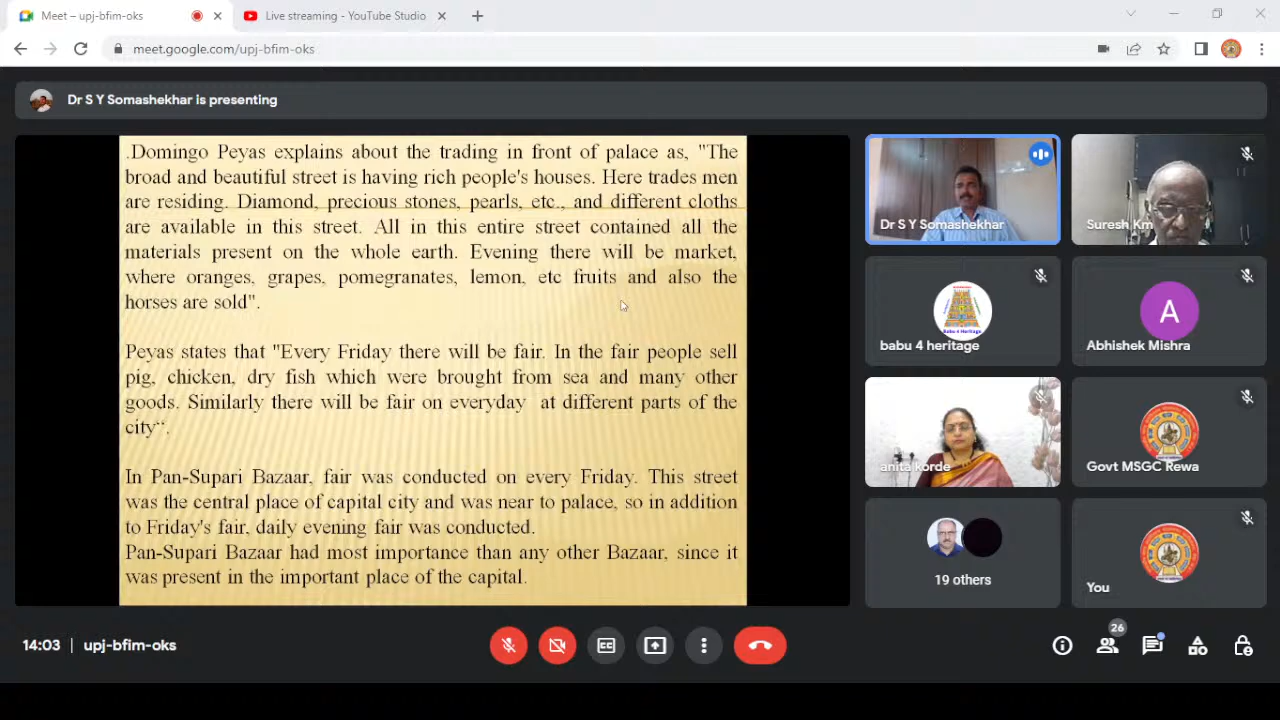 Meet – upj-bfim-oks
Live streaming - YouTube Studio
meet.google.com/upj-bfim-oks
Dr S Y Somashekhar is presenting
.Domingo Peyas explains about the trading in front of palace as, "The
broad and beautiful street is having rich people's houses. Here trades men
are residing. Diamond, precious stones, pearls, etc., and different cloths
are available in this street. All in this entire street contained all the
materials present on the whole earth. Evening there will be market,
where oranges, grapes, pomegranates, lemon, etc fruits and also the
horses are sold".
Peyas states that "Every Friday there will be fair. In the fair people sell
pig, chicken, dry fish which were brought from sea and many other
goods. Similarly there will be fair on everyday at different parts of the
city“.
In Pan-Supari Bazaar, fair was conducted on every Friday. This street
was the central place of capital city and was near to palace, so in addition
to Friday's fair, daily evening fair was conducted.
Pan-Supari Bazaar had most importance than any other Bazaar, since it
was present in the important place of the capital.
Dr S Y Somashekhar
Suresh Km
Babu 4 Heritage
babu 4 heritage
A
Abhishek Mishra
anita korde
Govt MSGC Rewa
19 others
You
14:03 | upj-bfim-oks
26